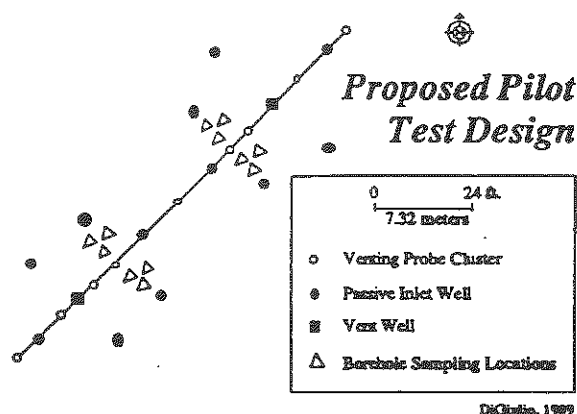 Proposed Pilot
Test Design
0 24 ft.
7.32 meters
Venting Probe Cluster
Passive Inlet Well
Vent Well
Borehole Sampling Locations
DiGiulio, 1989